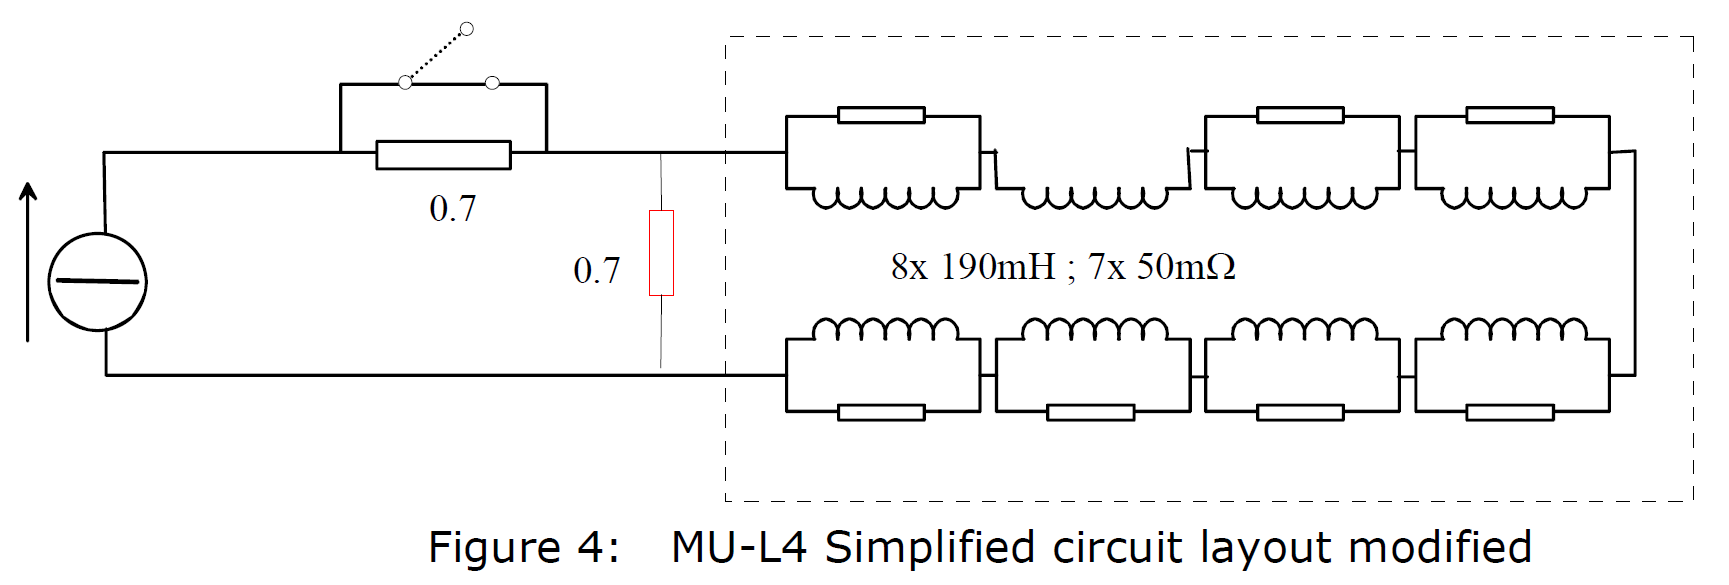 0.7
0.7
8x 190mH ; 7x 50mΩ
Figure 4: MU-L4 Simplified circuit layout modified